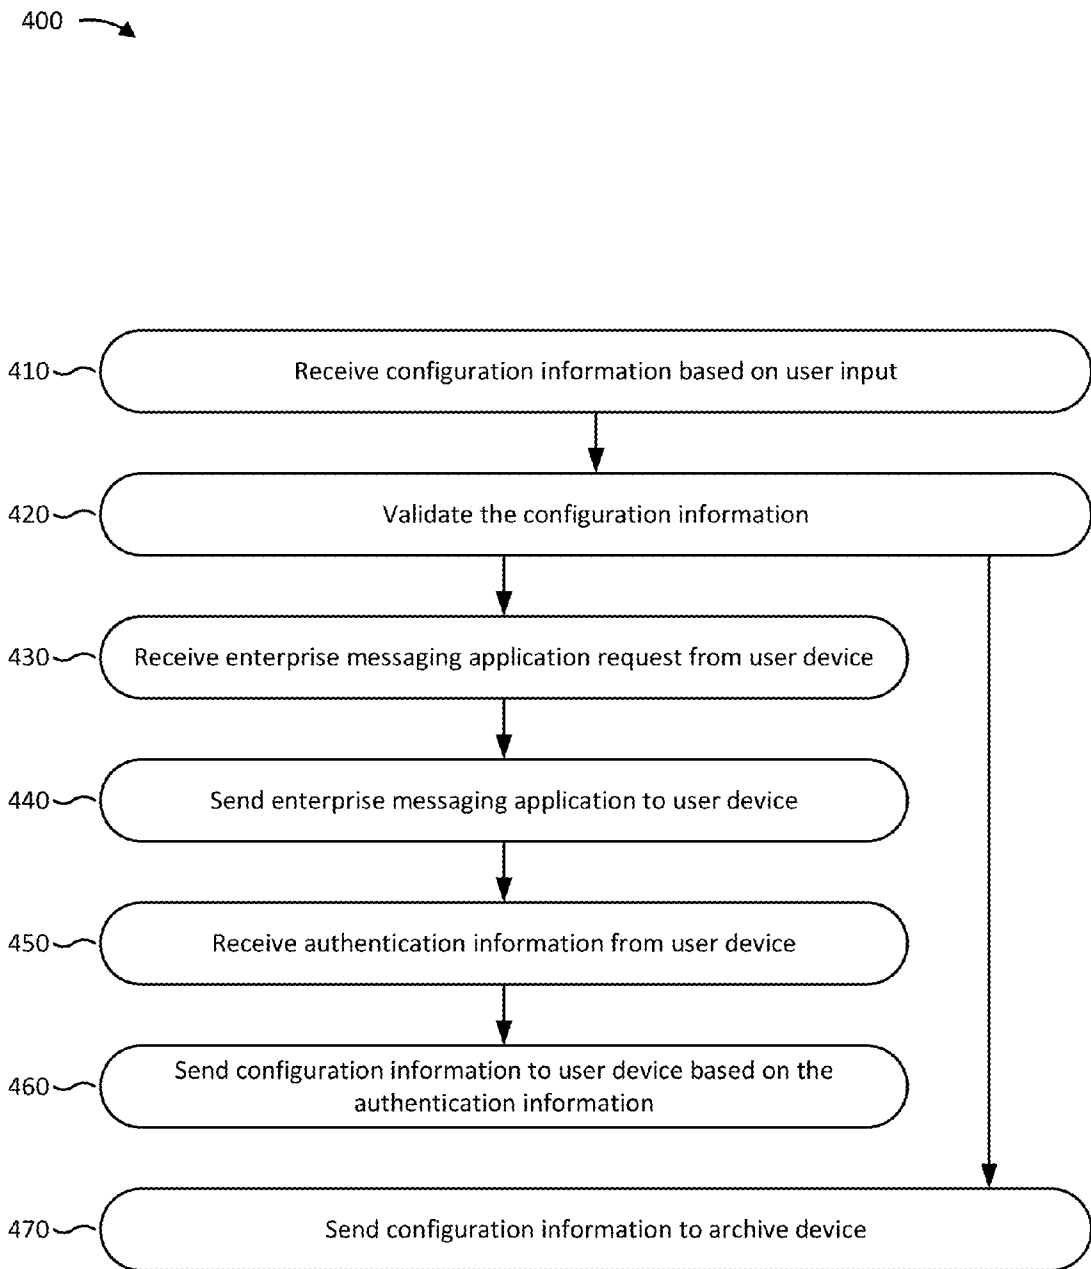 400
410 Receive configuration information based on user input
420 Validate the configuration information
430 Receive enterprise messaging application request from user device
440 Send enterprise messaging application to user device
450 Receive authentication information from user device
460 Send configuration information to user device based on the
authentication information
470 Send configuration information to archive device